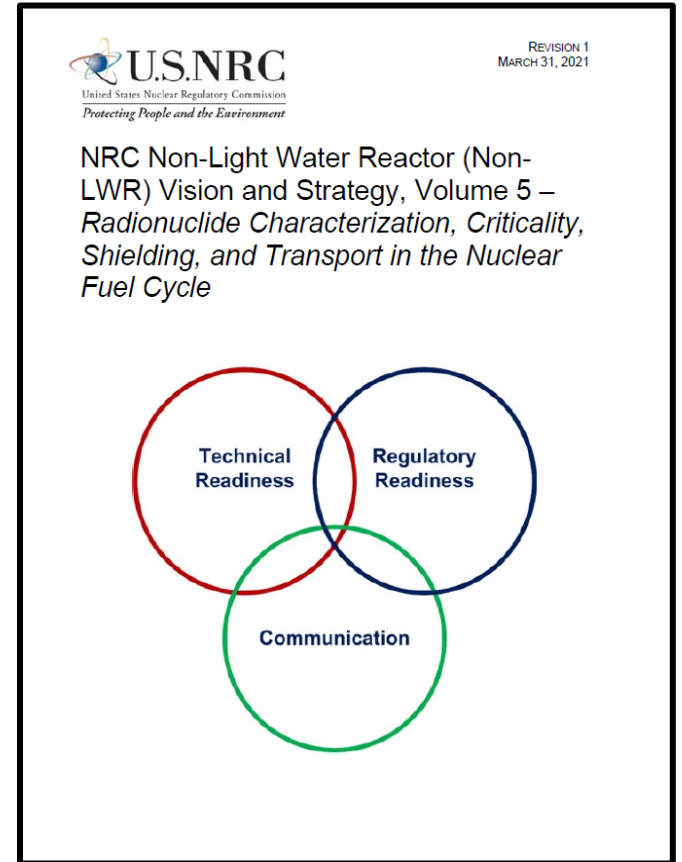 U.S.NRC
United States Nuclear Regulatory Commission
Protecting People and the Environment
REVISION 1
MARCH 31, 2021
NRC Non-Light Water Reactor (Non-
LWR) Vision and Strategy, Volume 5 –
Radionuclide Characterization, Criticality,
Shielding, and Transport in the Nuclear
Fuel Cycle
Technical
Readiness
Regulatory
Readiness
Communication